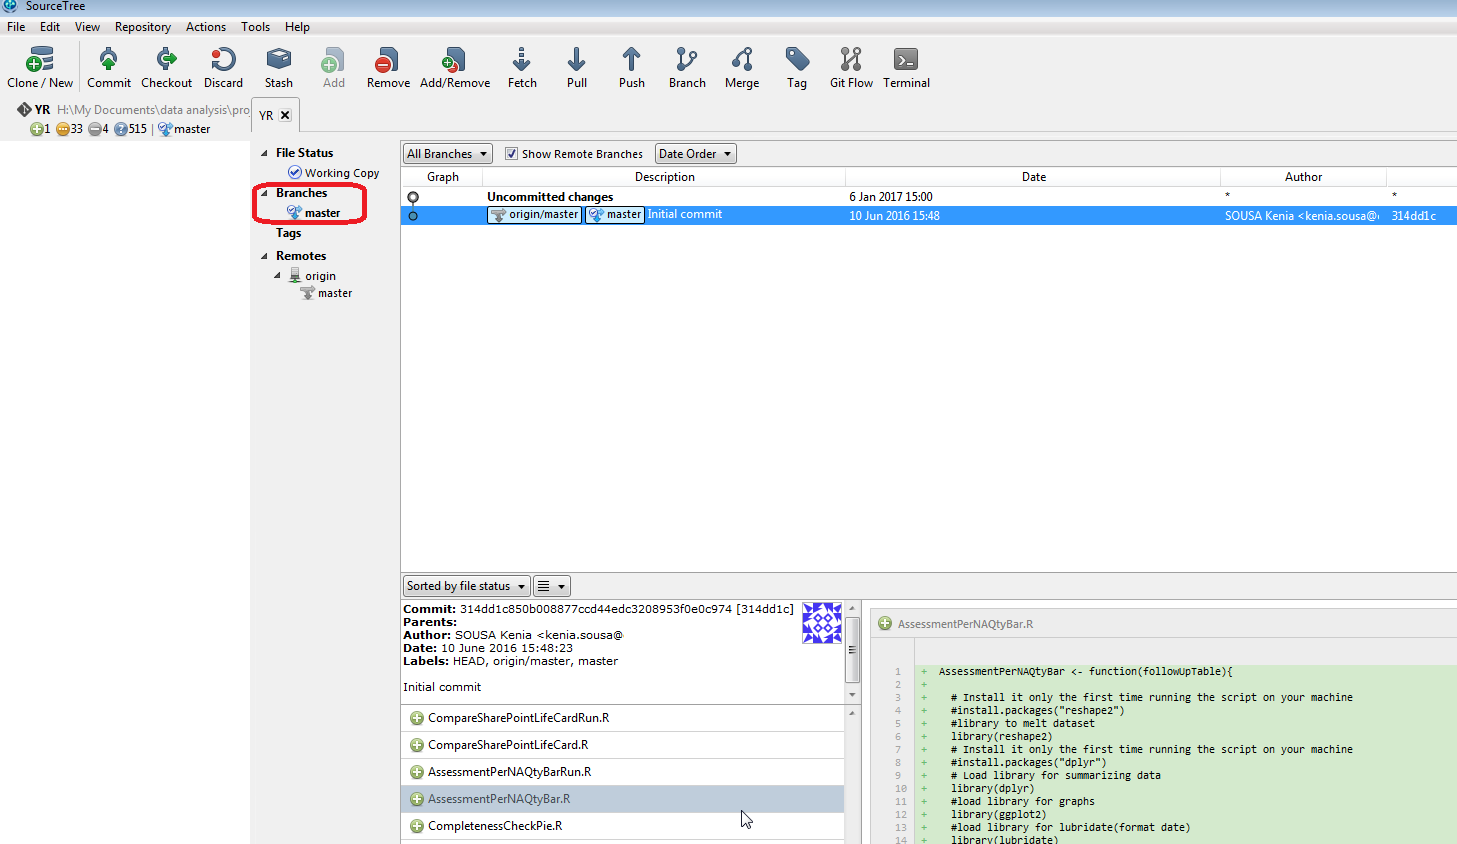 SourceTree
File Edit View Repository Actions Tools Help
Clone / New Commit Checkout Discard Stash Add Remove Add/Remove Fetch Pull Push Branch Merge Tag Git Flow Terminal
YR H:\My Documents\data analysis\pro
1 33 4 515 | master
YR
File Status
Working Copy
Branches
master
Tags
Remotes
origin
master
All Branches Show Remote Branches Date Order
Graph Description Date Author
Uncommitted changes 6 Jan 2017 15:00 * *
origin/master master Initial commit 10 Jun 2016 15:48 SOUSA Kenia <kenia.sousa@ 314dd1c
Sorted by file status
Commit: 314dd1c850b008877ccd44edc3208953f0e0c974 [314dd1c]
Parents:
Author: SOUSA Kenia <kenia.sousa@
Date: 10 June 2016 15:48:23
Labels: HEAD, origin/master, master
Initial commit
CompareSharePointLifeCardRun.R
CompareSharePointLifeCard.R
AssessmentPerNAQtyBarRun.R
AssessmentPerNAQtyBar.R
CompletenessCheckPie.R
AssessmentPerNAQtyBar.R
1 + AssessmentPerNAQtyBar <- function(followUpTable){
2 +
3 + # Install it only the first time running the script on your machine
4 + #install.packages("reshape2")
5 + #library to melt dataset
6 + library(reshape2)
7 + # Install it only the first time running the script on your machine
8 + #install.packages("dplyr")
9 + # Load library for summarizing data
10 + library(dplyr)
11 + #load library for graphs
12 + library(ggplot2)
13 + #load library for lubridate(format date)
14 + library(lubridate)